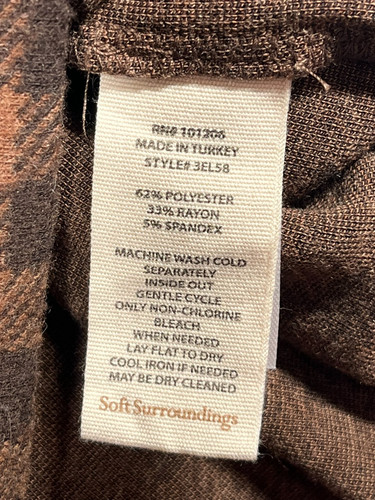 RN# 101206
MADE IN TURKEY
STYLE# 3EL58
62% POLYESTER
33% RAYON
5% SPANDEX
MACHINE WASH COLD
SEPARATELY
INSIDE OUT
GENTLE CYCLE
ONLY NON-CHLORINE
BLEACH
WHEN NEEDED
LAY FLAT TO DRY
COOL IRON IF NEEDED
MAY BE DRY CLEANED
Soft Surroundings